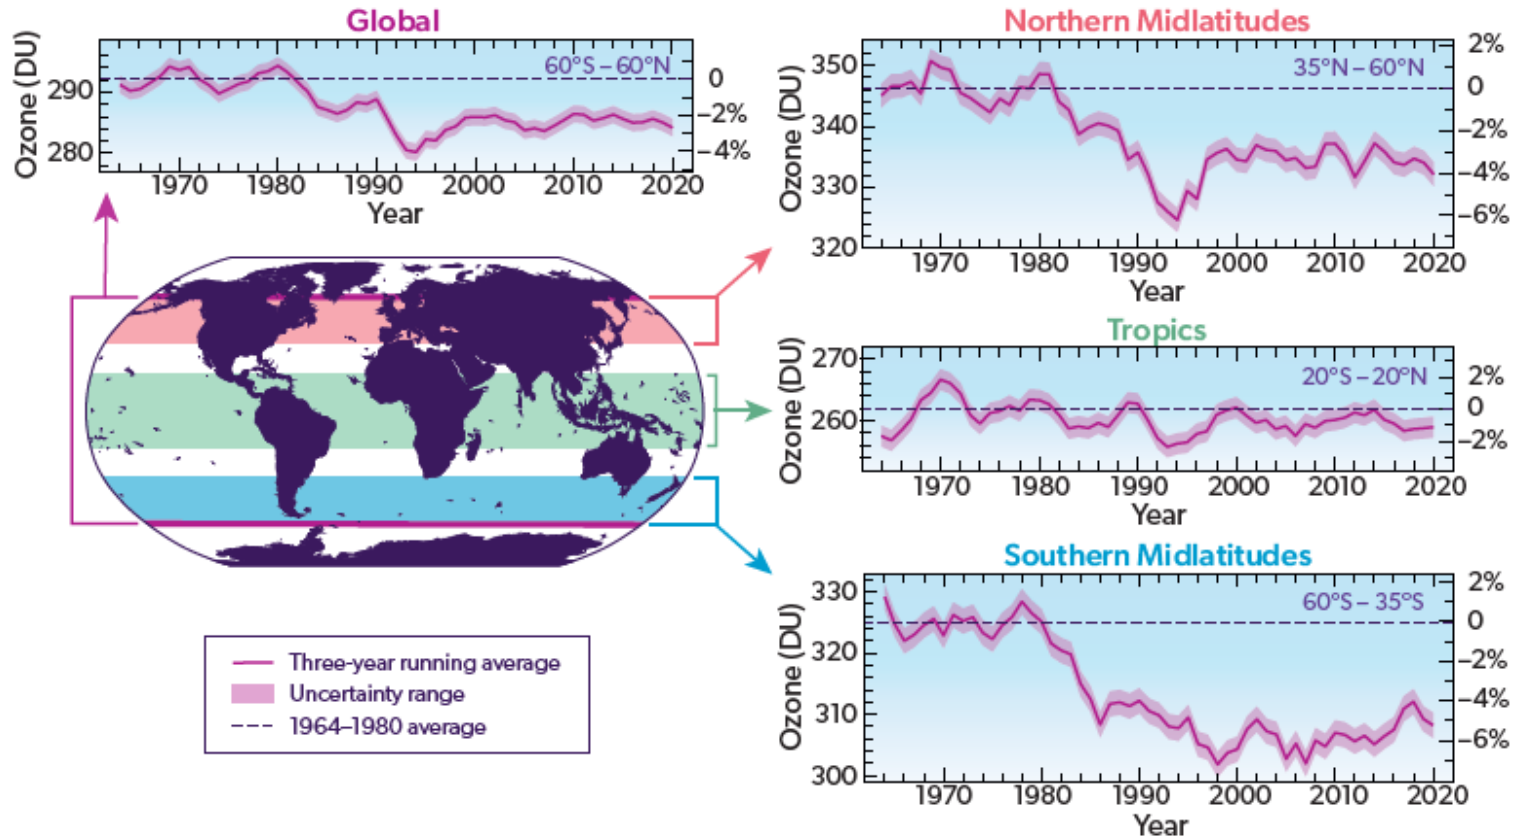 Global
Ozone (DU)
60°S – 60°N
290
280
0
–2%
–4%
1970 1980 1990 2000 2010 2020
Year
Northern Midlatitudes
Ozone (DU)
35°N – 60°N
350
340
330
320
2%
0
–2%
–4%
–6%
1970 1980 1990 2000 2010 2020
Year
Tropics
Ozone (DU)
20°S – 20°N
270
260
2%
0
–2%
1970 1980 1990 2000 2010 2020
Year
Southern Midlatitudes
Ozone (DU)
60°S – 35°S
330
320
310
300
2%
0
–2%
–4%
–6%
1970 1980 1990 2000 2010 2020
Year
Three-year running average
Uncertainty range
1964–1980 average